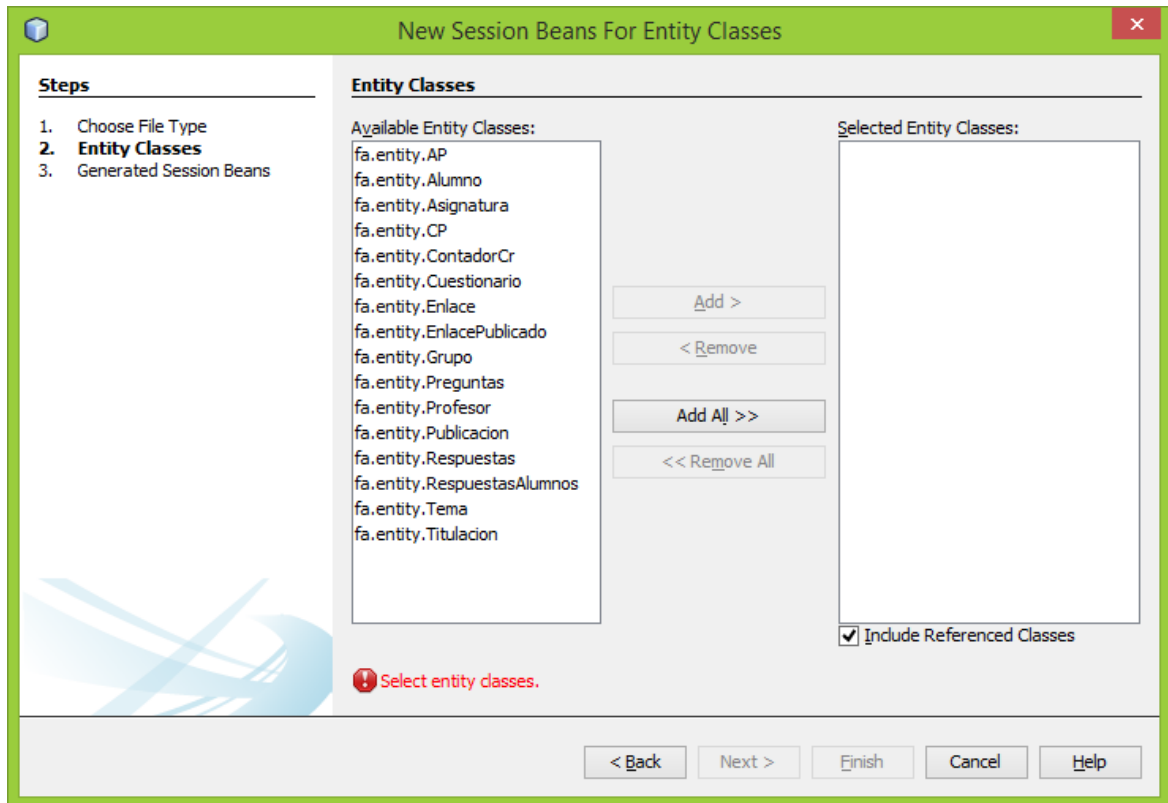 New Session Beans For Entity Classes
Steps
1. Choose File Type
2. Entity Classes
3. Generated Session Beans
Entity Classes
Available Entity Classes:
fa.entity.AP
fa.entity.Alumno
fa.entity.Asignatura
fa.entity.CP
fa.entity.ContadorCr
fa.entity.Cuestionario
fa.entity.Enlace
fa.entity.EnlacePublicado
fa.entity.Grupo
fa.entity.Preguntas
fa.entity.Profesor
fa.entity.Publicacion
fa.entity.Respuestas
fa.entity.RespuestasAlumnos
fa.entity.Tema
fa.entity.Titulacion
Add >
< Remove
Add All >>
<< Remove All
Selected Entity Classes:
Include Referenced Classes
Select entity classes.
< Back Next > Finish Cancel Help